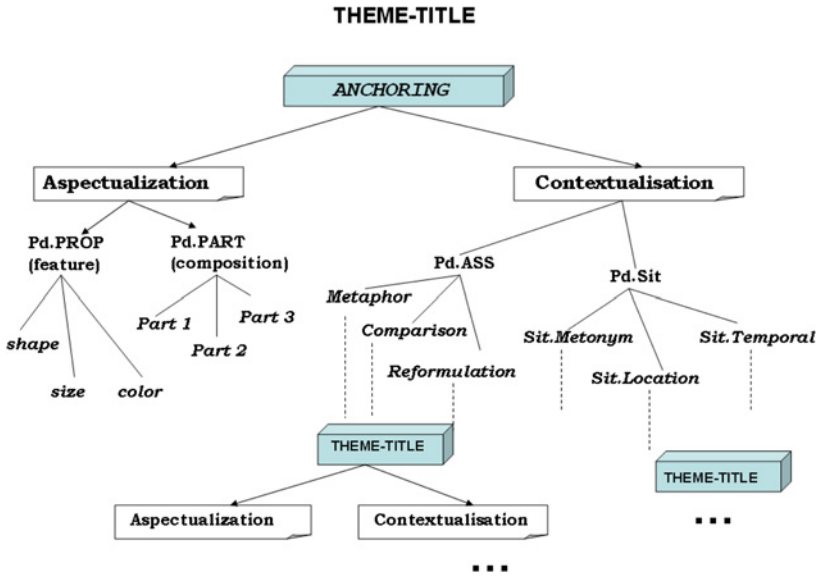 THEME-TITLE
ANCHORING
Aspectualization
Contextualisation
Pd.PROP
(feature)
Pd.PART
(composition)
Pd.ASS
Pd.Sit
Metaphor
Comparison
Reformulation
Part 1
Part 2
Part 3
shape
size
color
Sit.Metonym
Sit.Location
Sit.Temporal
THEME-TITLE
THEME-TITLE
Aspectualization
Contextualisation
...
...